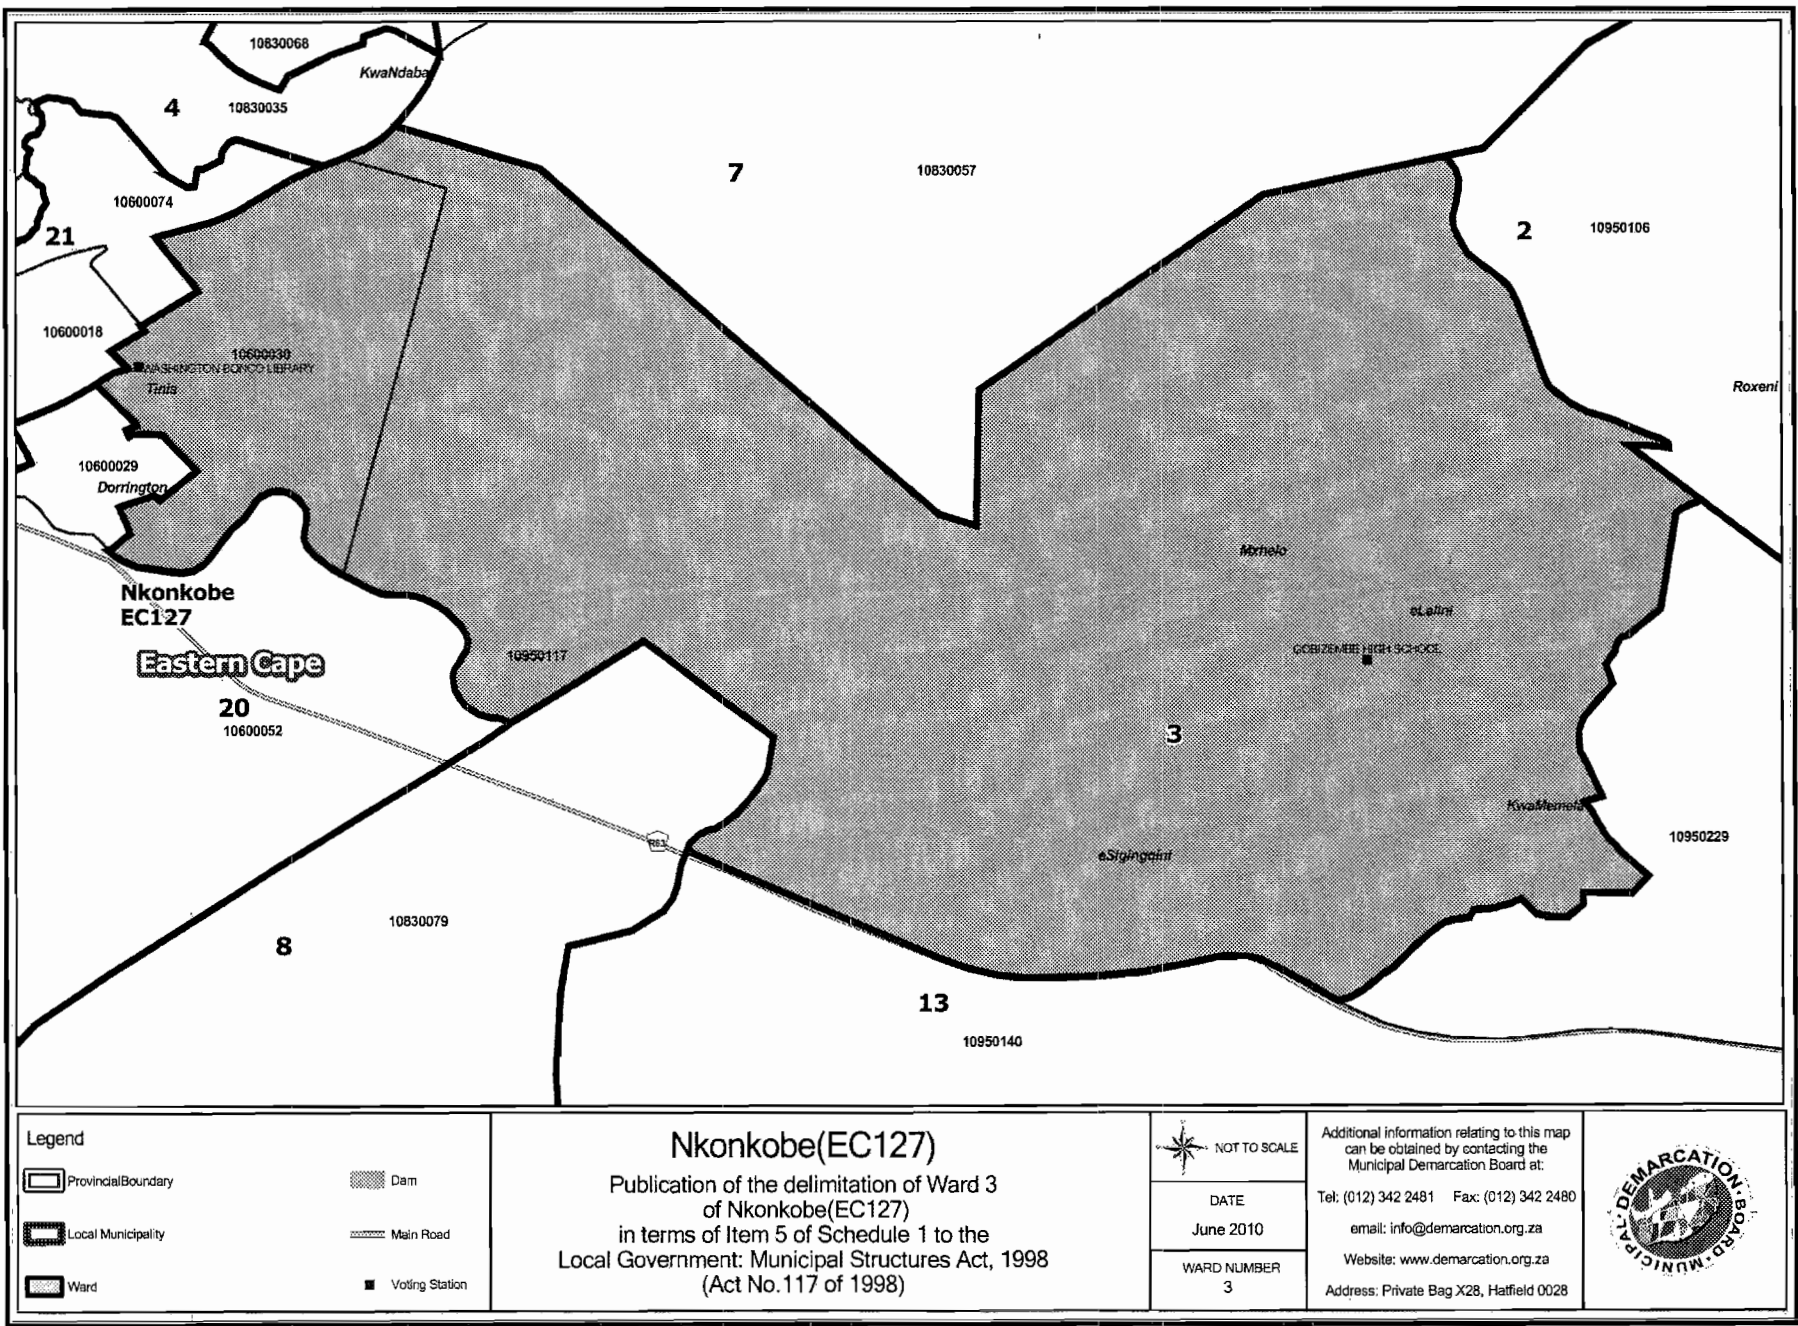 10830068
KwaNdaba
4
10830035
7
10830057
10600074
21
2
10950106
10600018
10600030
WASHINGTON BONCO LIBRARY
Tinis
Roxeni
10600029
Dorrington
Mxhelo
Nkonkobe
EC127
eLalini
GOBIZEMBE HIGH SCHOOL
10950117
Eastern Cape
20
10600052
3
KwaMemela
10950229
R63
eSigingqini
10830079
8
13
10950140
Legend
ProvincialBoundary
Dam
Local Municipality
Main Road
Ward
Voting Station
Nkonkobe(EC127)
Publication of the delimitation of Ward 3
of Nkonkobe(EC127)
in terms of Item 5 of Schedule 1 to the
Local Government: Municipal Structures Act, 1998
(Act No.117 of 1998)
NOT TO SCALE
DATE
June 2010
WARD NUMBER
3
Additional information relating to this map
can be obtained by contacting the
Municipal Demarcation Board at:
Tel: (012) 342 2481 Fax: (012) 342 2480
email: info@demarcation.org.za
Website: www.demarcation.org.za
Address: Private Bag X28, Hatfield 0028
MUNICIPAL DEMARCATION BOARD